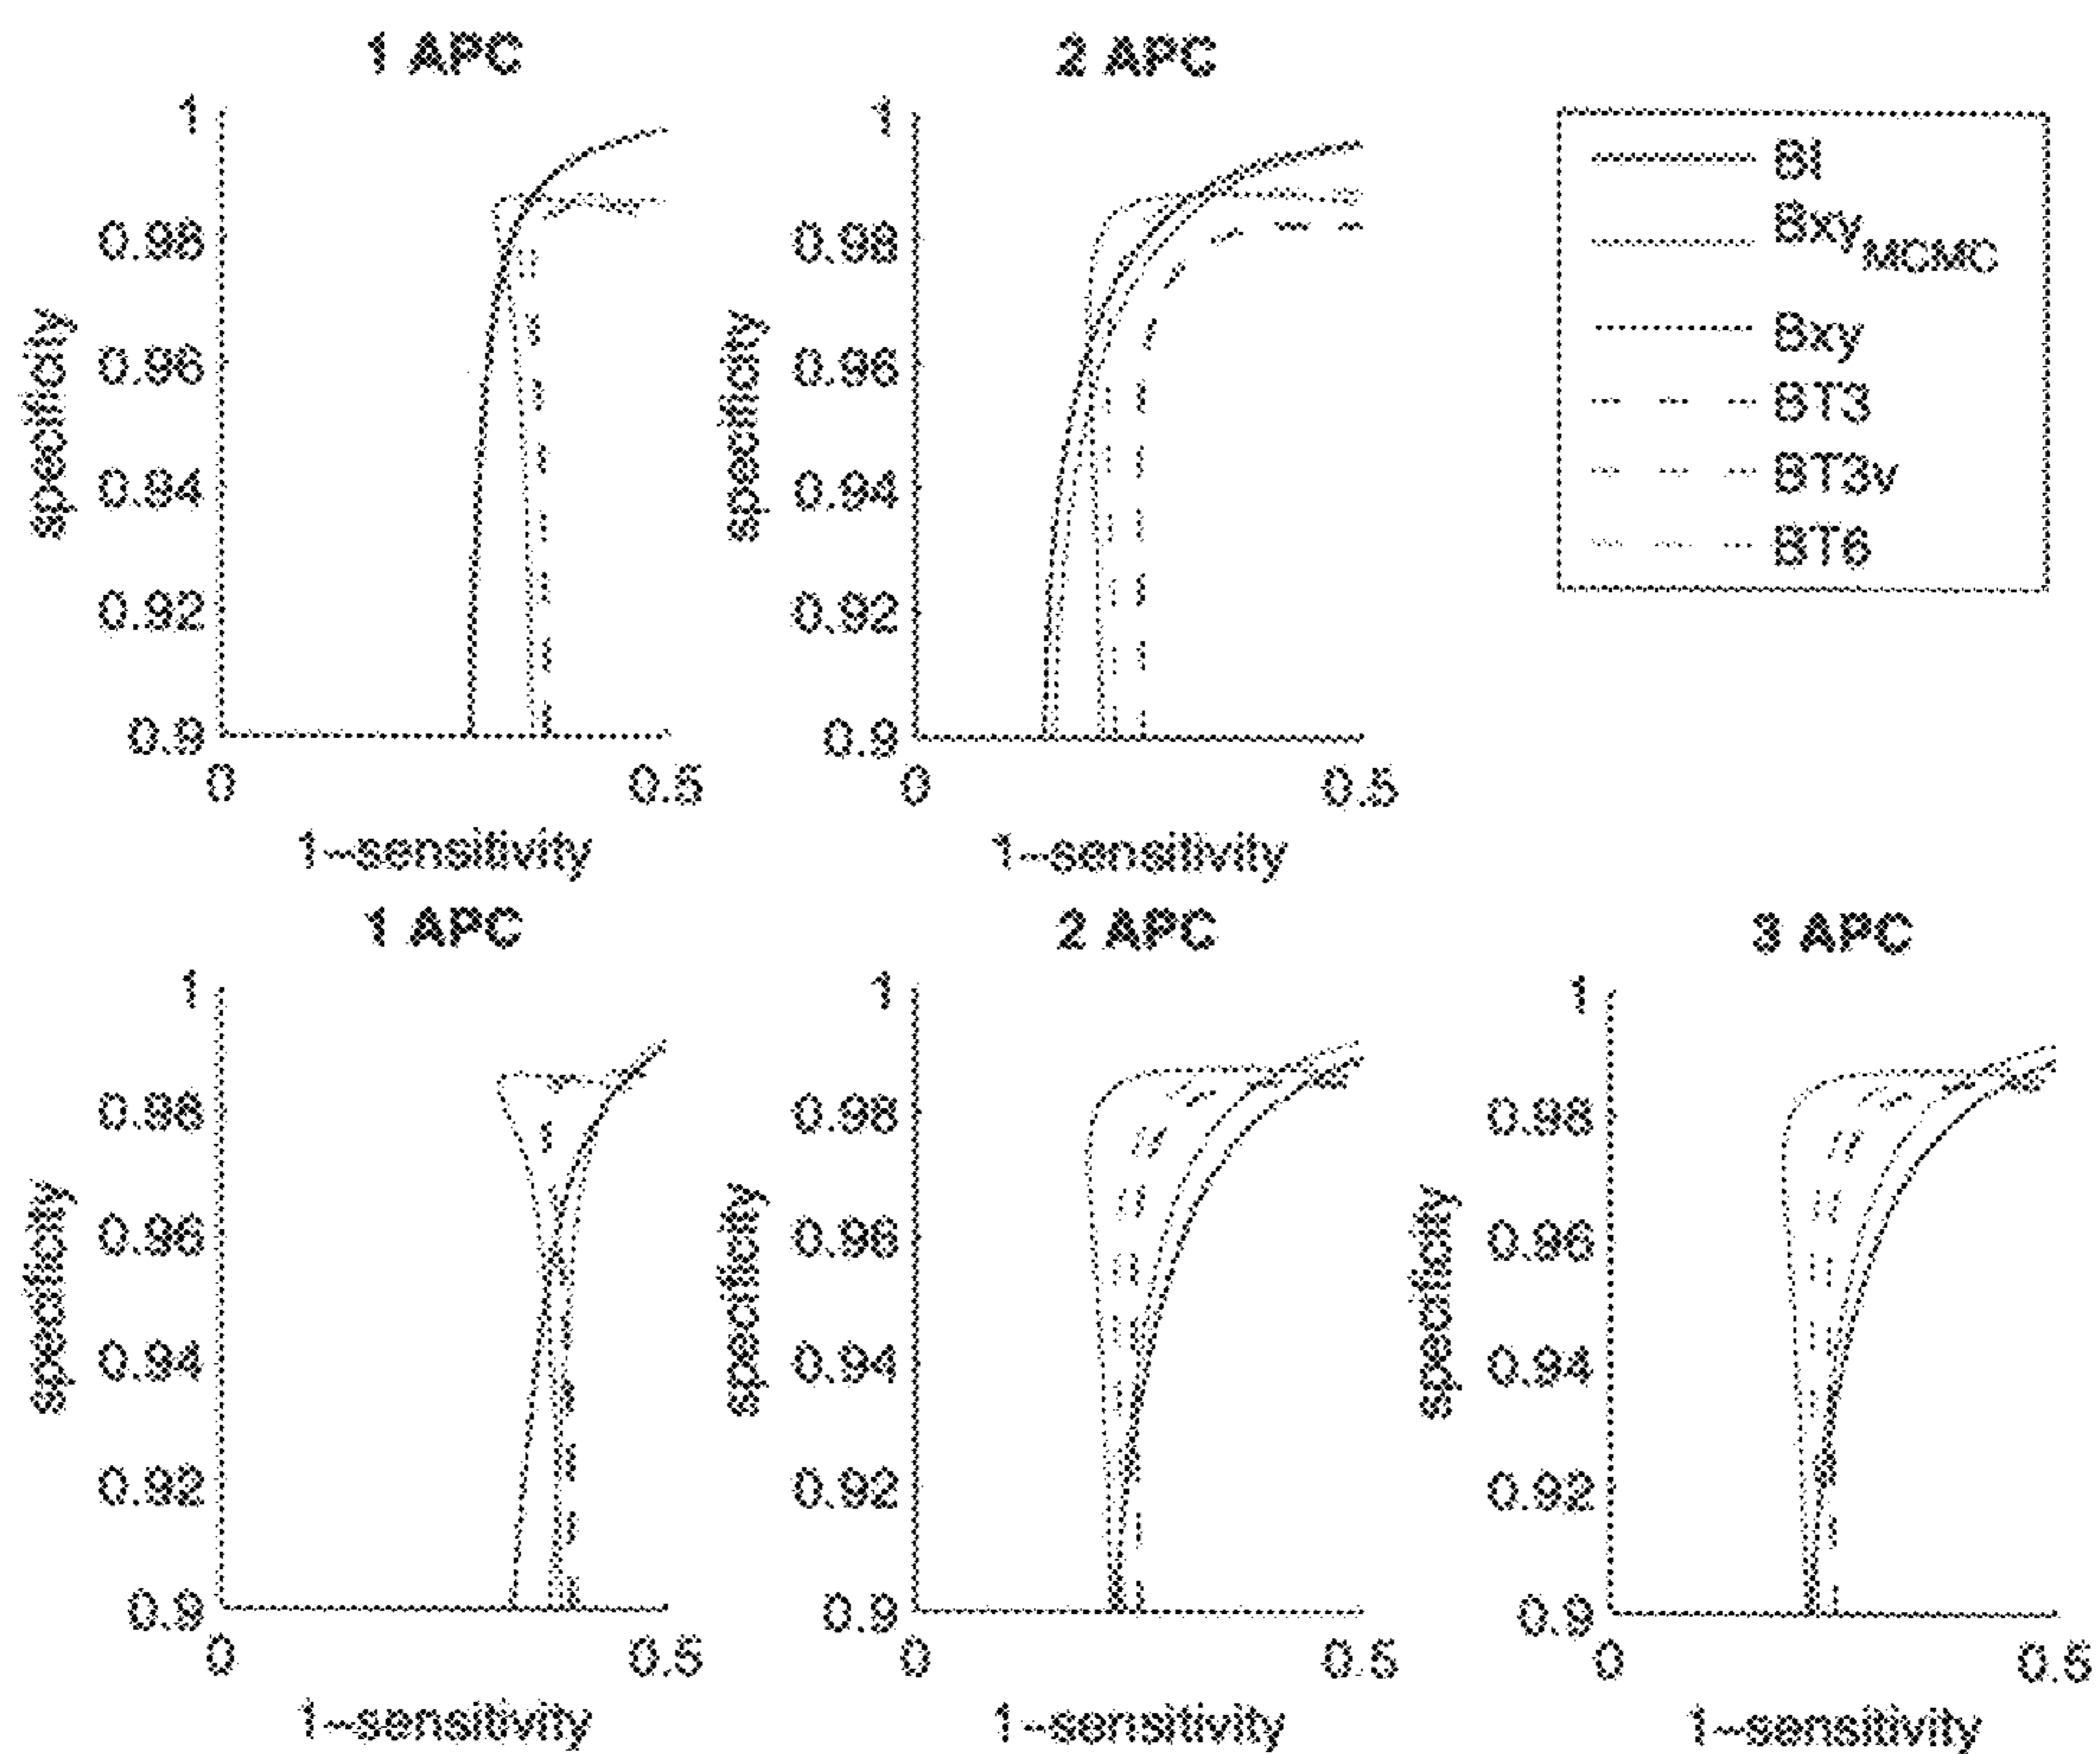 1 APC
1
0.98
0.96
0.94
0.92
0.9
0
0.5
specificity
1-sensitivity
2 APC
1
0.98
0.96
0.94
0.92
0.9
0
0.5
specificity
1-sensitivity
BI
Bxy MCMC
Bxy
BT3
BT3v
BT6
1 APC
1
0.98
0.96
0.94
0.92
0.9
0
0.5
specificity
1-sensitivity
2 APC
1
0.98
0.96
0.94
0.92
0.9
0
0.5
specificity
1-sensitivity
3 APC
1
0.98
0.96
0.94
0.92
0.9
0
0.5
specificity
1-sensitivity